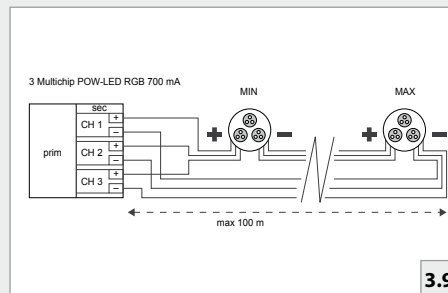 3 Multichip POW-LED RGB 700 mA
MIN
MAX
sec
prim
CH 1
+
–
CH 2
+
–
CH 3
+
–
+
–
+
–
max 100 m
3.9